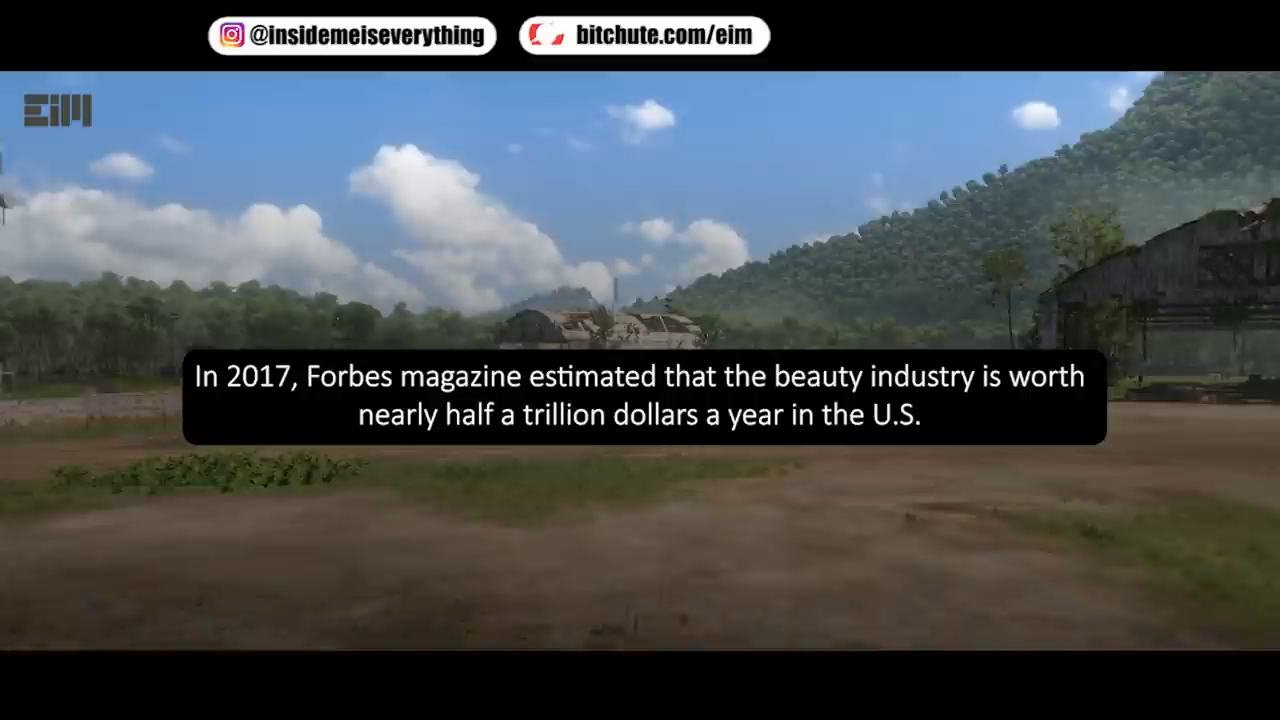 @insidemeiseverything
bitchute.com/eim
EiM
In 2017, Forbes magazine estimated that the beauty industry is worth
nearly half a trillion dollars a year in the U.S.